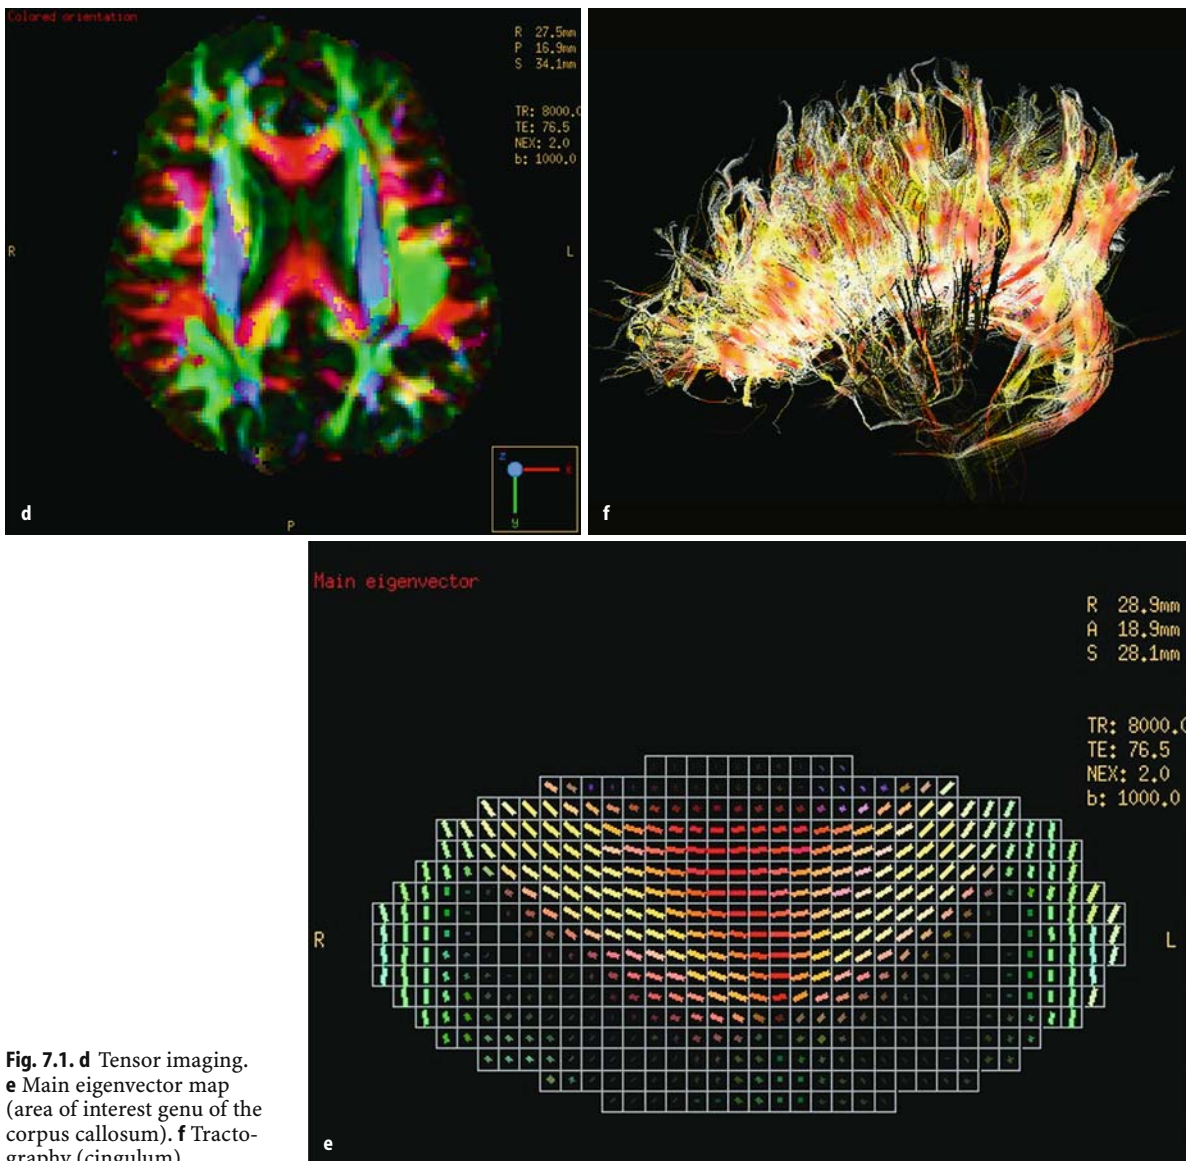 Colored orientation
R 27.5mm
P 16.9mm
S 34.1mm
TR: 8000.0
TE: 76.5
NEX: 2.0
b: 1000.0
R
L
P
z
x
y
d
f
Main eigenvector
R 28.9mm
A 18.9mm
S 28.1mm
TR: 8000.0
TE: 76.5
NEX: 2.0
b: 1000.0
R
L
e
Fig. 7.1. d Tensor imaging.
e Main eigenvector map
(area of interest genu of the
corpus callosum). f Tracto-
graphy (cingulum)